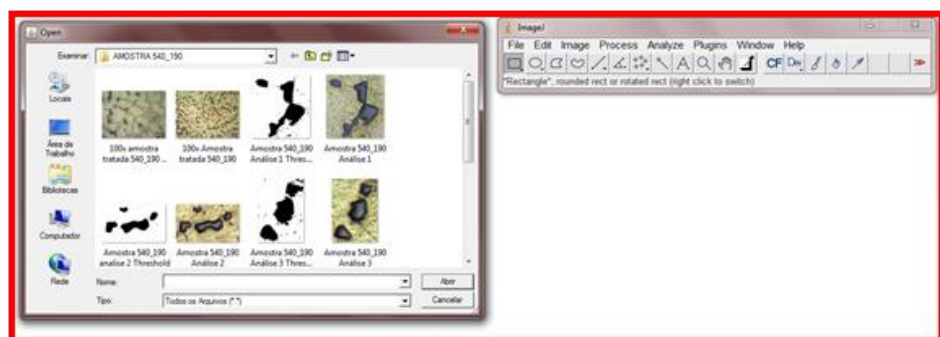 Open
Examinar:
AMOSTRA 540_190
Locais
Área de
Trabalho
Bibliotecas
Computador
Rede
100x amostra
tratada 540_190 ...
100x Amostra
tratada 540_190
Amostra 540_190
Análise 1 Thres...
Amostra 540_190
Análise 1
Amostra 540_190
analise 2 Threshold
Amostra 540_190
Análise 2
Amostra 540_190
Análise 3 Thres...
Amostra 540_190
Análise 3
Nome:
Abrir
Tipo:
Todos os Arquivos (*.*)
Cancelar
ImageJ
File Edit Image Process Analyze Plugins Window Help
A CF Dev
"Rectangle", rounded rect or rotated rect (right click to switch)